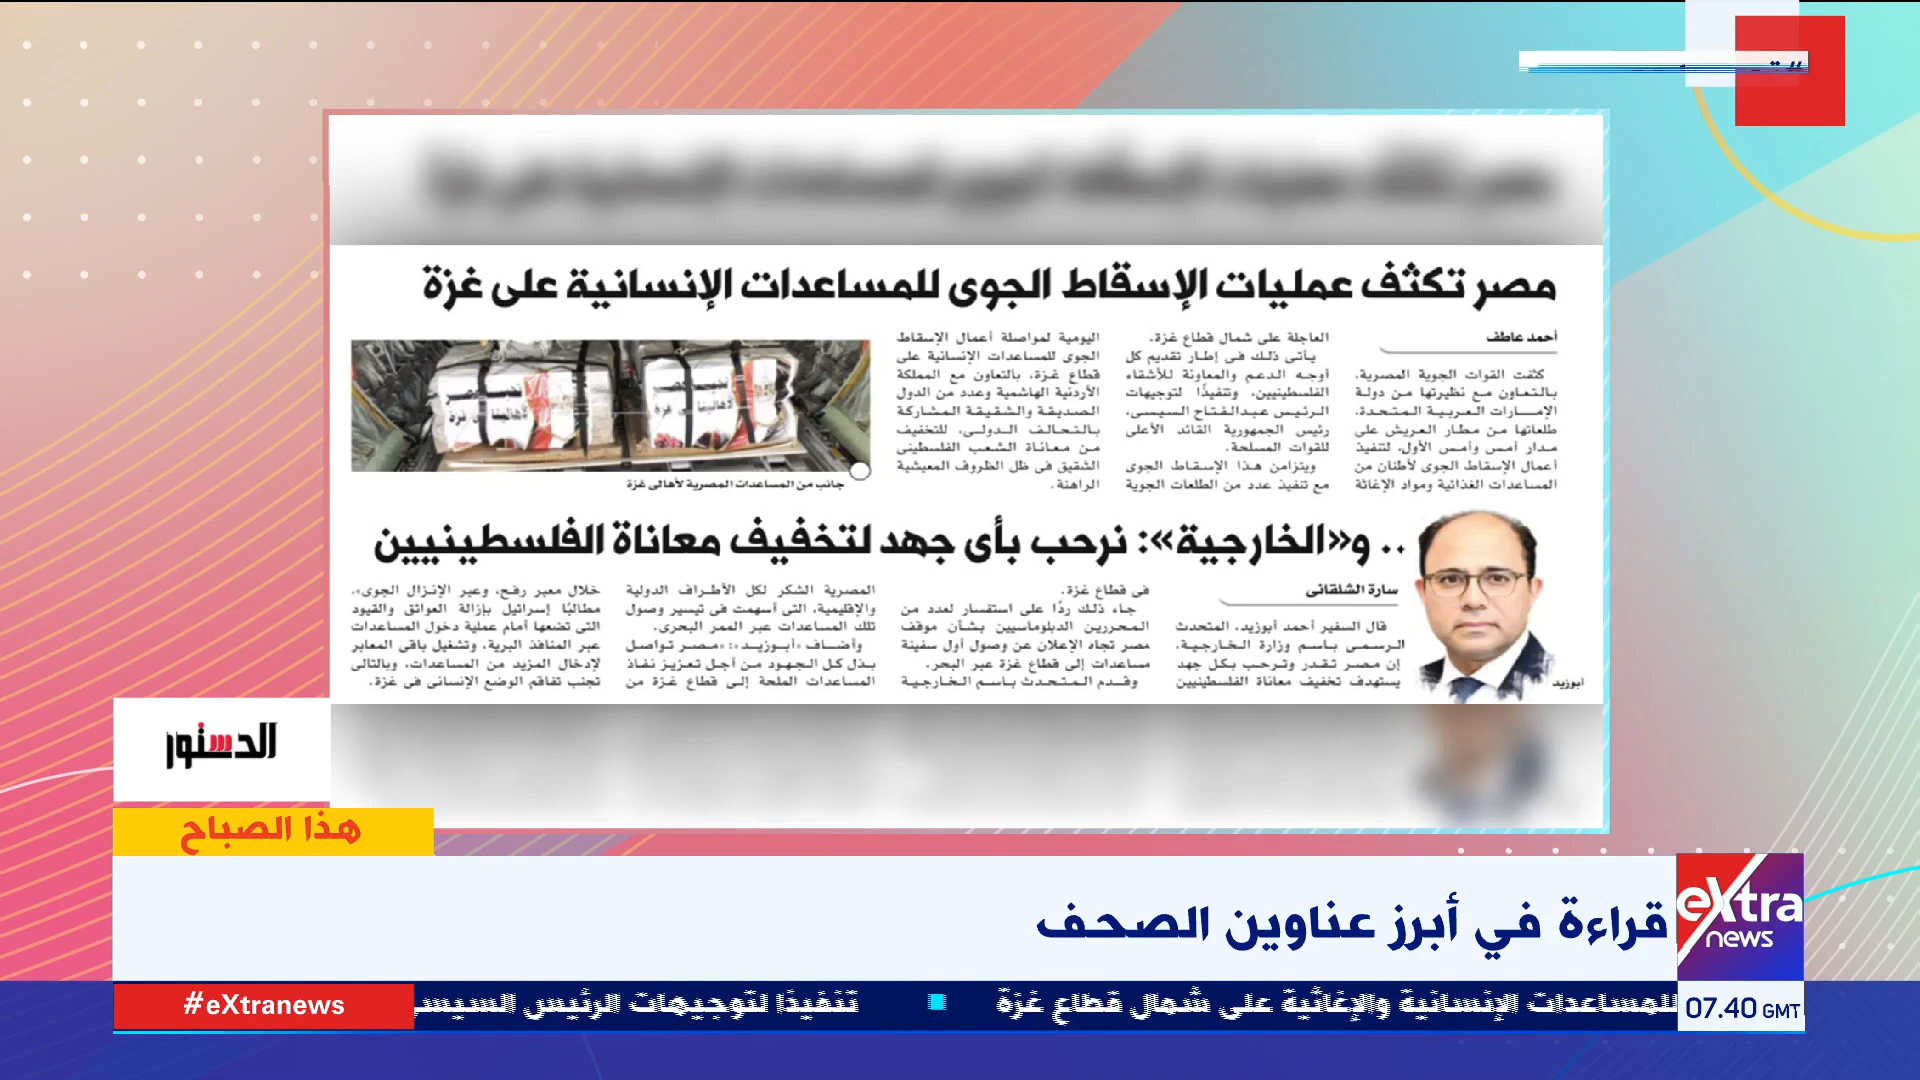 مصر تكثف عمليات الإسقاط الجوى للمساعدات الإنسانية على غزة
أحمد عاطف
كثفت القوات الجوية المصرية،
بالتعاون مع نظيرتها من دولة
الإمارات العربية المتحدة،
طلعاتها من مطار العريش على
مدار أمس وأمس الأول، لتنفيذ
أعمال الإسقاط الجوى لأطنان من
المساعدات الغذائية ومواد الإغاثة
العاجلة على شمال قطاع غزة.
يأتى ذلك فى إطار تقديم كل
أوجه الدعم والمعاونة للأشقاء
الفلسطينيين، وتنفيذًا لتوجيهات
الرئيس عبدالفتاح السيسى،
رئيس الجمهورية القائد الأعلى
للقوات المسلحة.
ويتزامن هذا الإسقاط الجوى
مع تنفيذ عدد من الطلعات الجوية
اليومية لمواصلة أعمال الإسقاط
الجوى للمساعدات الإنسانية على
قطاع غزة، بالتعاون مع المملكة
الأردنية الهاشمية وعدد من الدول
الصديقة والشقيقة المشاركة
بالتحالف الدولى، للتخفيف
من معاناة الشعب الفلسطينى
الشقيق فى ظل الظروف المعيشية
الراهنة.
جانب من المساعدات المصرية لأهالى غزة
.. و«الخارجية»: نرحب بأى جهد لتخفيف معاناة الفلسطينيين
سارة الشلقانى
قال السفير أحمد أبوزيد، المتحدث
الرسمى باسم وزارة الخارجية،
إن مصر تقدر وترحب بكل جهد
يستهدف تخفيف معاناة الفلسطينيين
فى قطاع غزة.
جاء ذلك ردًا على استفسار لعدد من
المحررين الدبلوماسيين بشأن موقف
مصر تجاه الإعلان عن وصول أول سفينة
مساعدات إلى قطاع غزة عبر البحر.
وقدم المتحدث باسم الخارجية
المصرية الشكر لكل الأطراف الدولية
والإقليمية، التى أسهمت فى تيسير وصول
تلك المساعدات عبر الممر البحرى.
وأضاف «أبوزيد»: «مصر تواصل
بذل كل الجهود من أجل تعزيز نفاذ
المساعدات الملحة إلى قطاع غزة من
خلال معبر رفح، وعبر الإنزال الجوى»،
مطالبًا إسرائيل بإزالة العوائق والقيود
التى تضعها أمام عملية دخول المساعدات
عبر المنافذ البرية، وتشغيل باقى المعابر
لإدخال المزيد من المساعدات، وبالتالى
تجنب تفاقم الوضع الإنسانى فى غزة.
أبوزيد
الدستور
هذا الصباح
قراءة في أبرز عناوين الصحف
eXtra
news
للمساعدات الإنسانية والإغاثية على شمال قطاع غزة ■ تنفيذًا لتوجيهات الرئيس السيسي
#eXtranews
07.40 GMT